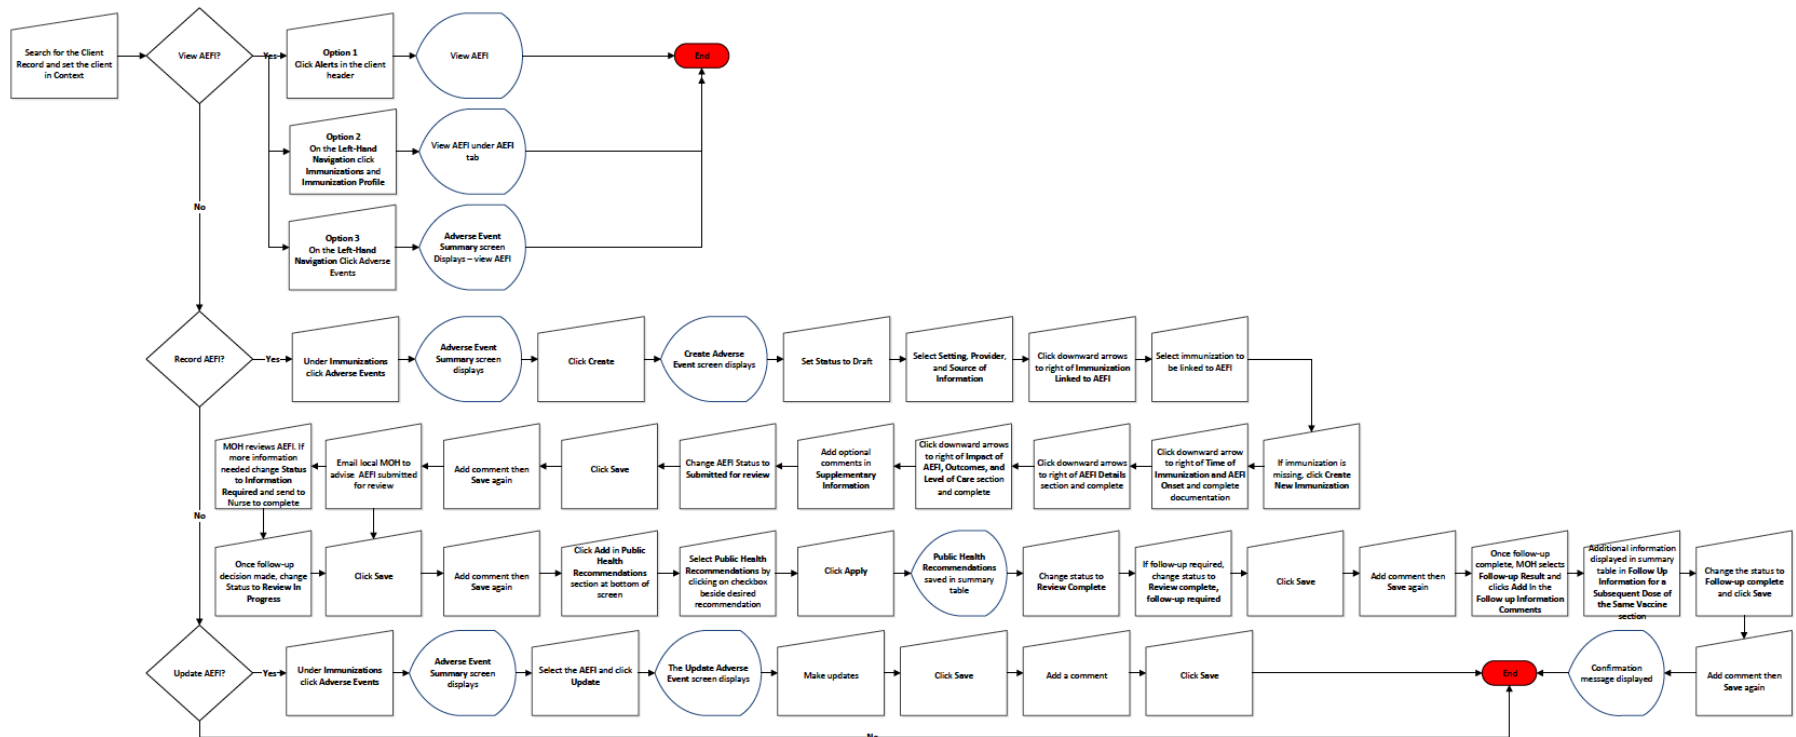 Search for the Client
Record and set the client
in Context
View AEFI?
Yes
Option 1
Click Alerts in the client
header
View AEFI
End
Option 2
On the Left-Hand
Navigation click
Immunizations and
Immunization Profile
View AEFI under AEFI
tab
No
Option 3
On the Left-Hand
Navigation Click Adverse
Events
Adverse Event
Summary screen
Displays – view AEFI
Record AEFI?
Yes
Under Immunizations
click Adverse Events
Adverse Event
Summary screen
displays
Click Create
Create Adverse
Event screen displays
Set Status to Draft
Select Setting, Provider,
and Source of
Information
Click downward arrows
to right of Immunization
Linked to AEFI
Select immunization to
be linked to AEFI
MOH reviews AEFI. If
more information
needed change Status
to Information
Required and send to
Nurse to complete
Email local MOH to
advise AEFI submitted
for review
Add comment then
Save again
Click Save
Change AEFI Status to
Submitted for review
Add optional
comments in
Supplementary
Information
Click downward arrows
to right of Impact of
AEFI, Outcomes, and
Level of Care section
and complete
Click downward arrows
to right of AEFI Details
section and complete
Click downward arrow
to right of Time of
Immunization and AEFI
Onset and complete
documentation
If immunization is
missing, click Create
New Immunization
No
Once follow-up
decision made, change
Status to Review In
Progress
Click Save
Add comment then
Save again
Click Add in Public
Health
Recommendations
section at bottom of
screen
Select Public Health
Recommendations by
clicking on checkbox
beside desired
recommendation
Click Apply
Public Health
Recommendations
saved in summary
table
Change status to
Review Complete
If follow-up required,
change status to
Review complete,
follow-up required
Click Save
Add comment then
Save again
Once follow-up
complete, MOH selects
Follow-up Result and
clicks Add In the
Follow up Information
Comments
Additional information
displayed in summary
table in Follow Up
Information for a
Subsequent Dose of
the Same Vaccine
section
Change the status to
Follow-up complete
and click Save
Update AEFI?
Yes
Under Immunizations
click Adverse Events
Adverse Event
Summary screen
displays
Select the AEFI and click
Update
The Update Adverse
Event screen displays
Make updates
Click Save
Add a comment
Click Save
End
Confirmation
message displayed
Add comment then
Save again
No